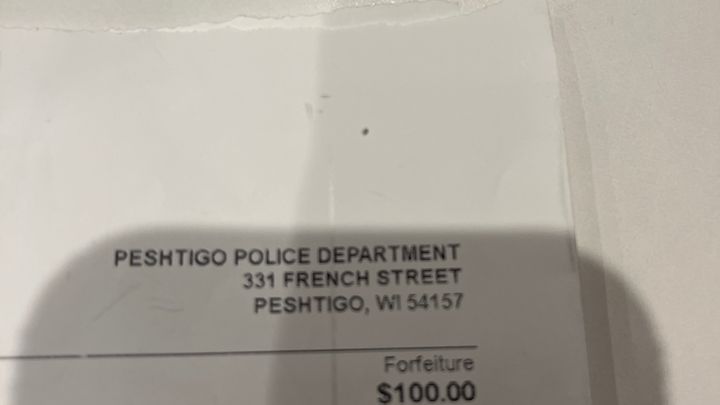 PESHTIGO POLICE DEPARTMENT
331 FRENCH STREET
PESHTIGO, WI 54157
Forfeiture
$100.00